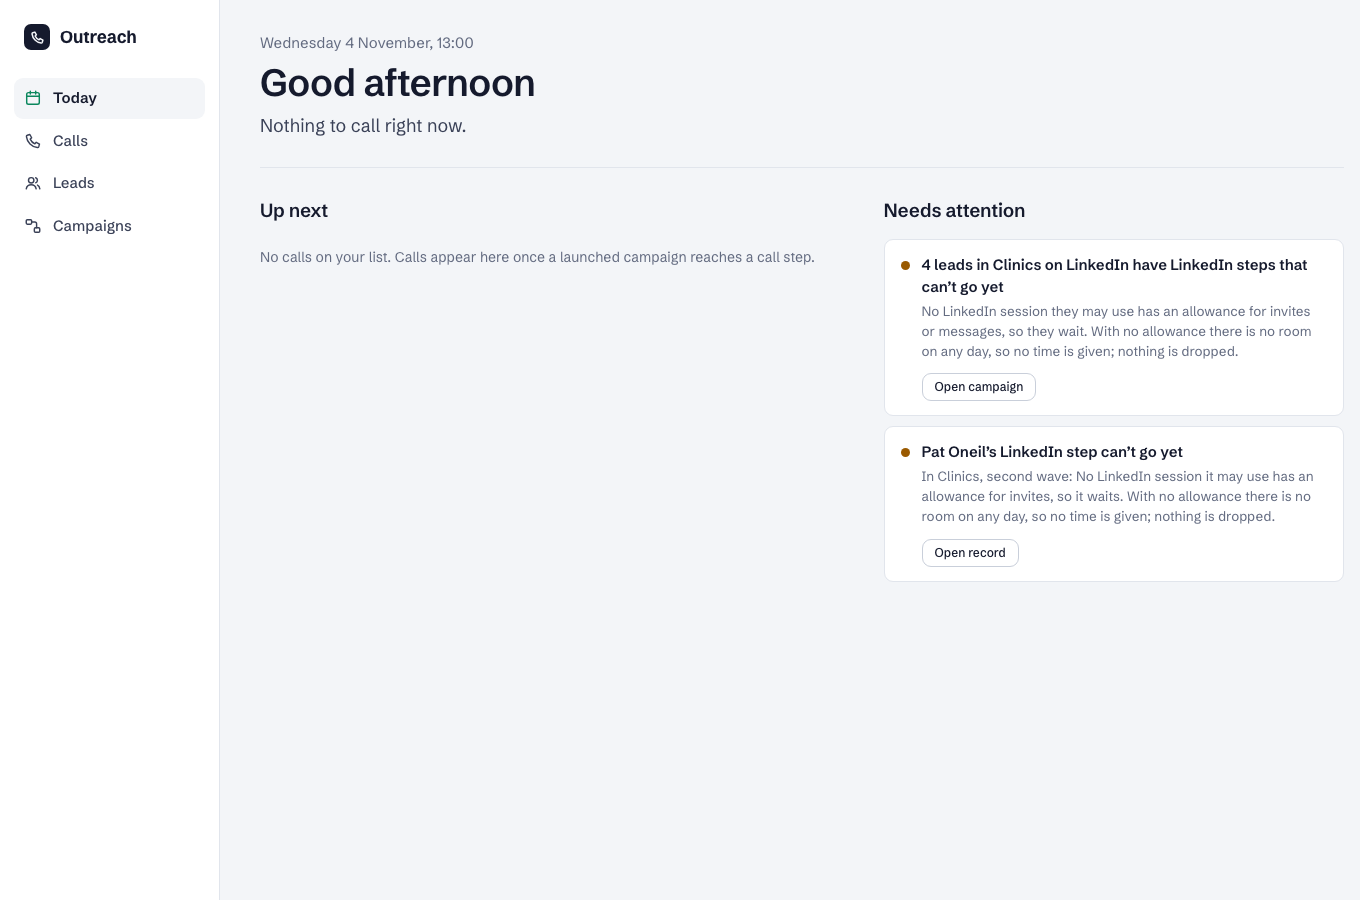 Outreach
Today
Calls
Leads
Campaigns
Wednesday 4 November, 13:00
Good afternoon
Nothing to call right now.
Up next
No calls on your list. Calls appear here once a launched campaign reaches a call step.
Needs attention
4 leads in Clinics on LinkedIn have LinkedIn steps that
can’t go yet
No LinkedIn session they may use has an allowance for invites
or messages, so they wait. With no allowance there is no room
on any day, so no time is given; nothing is dropped.
Open campaign
Pat Oneil’s LinkedIn step can’t go yet
In Clinics, second wave: No LinkedIn session it may use has an
allowance for invites, so it waits. With no allowance there is no
room on any day, so no time is given; nothing is dropped.
Open record